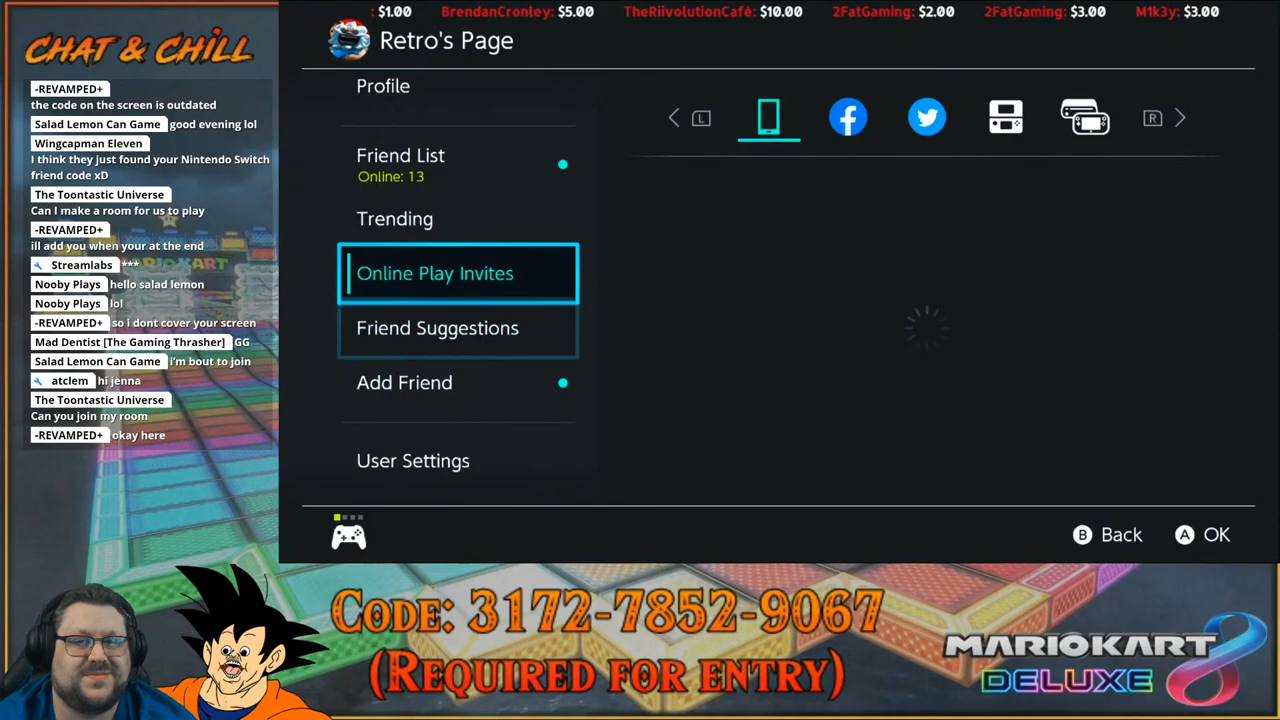 : $1.00 BrendanCronley: $5.00 TheRiivolutionCafè: $10.00 2FatGaming: $2.00 2FatGaming: $3.00 M1k3y: $3.00
CHAT & CHILL
-REVAMPED+
the code on the screen is outdated
Salad Lemon Can Game good evening lol
Wingcapman Eleven
I think they just found your Nintendo Switch
friend code xD
The Toontastic Universe
Can I make a room for us to play
-REVAMPED+
ill add you when your at the end
Streamlabs ***
Nooby Plays hello salad lemon
Nooby Plays lol
-REVAMPED+ so i dont cover your screen
Mad Dentist [The Gaming Thrasher] GG
Salad Lemon Can Game i'm bout to join
atclem hi jenna
The Toontastic Universe
Can you join my room
-REVAMPED+ okay here
Retro's Page
Profile
Friend List
Online: 13
Trending
Online Play Invites
Friend Suggestions
Add Friend
User Settings
L
R
B Back A OK
CODE: 3172-7852-9067
(REQUIRED FOR ENTRY)
MARIOKART 8
DELUXE